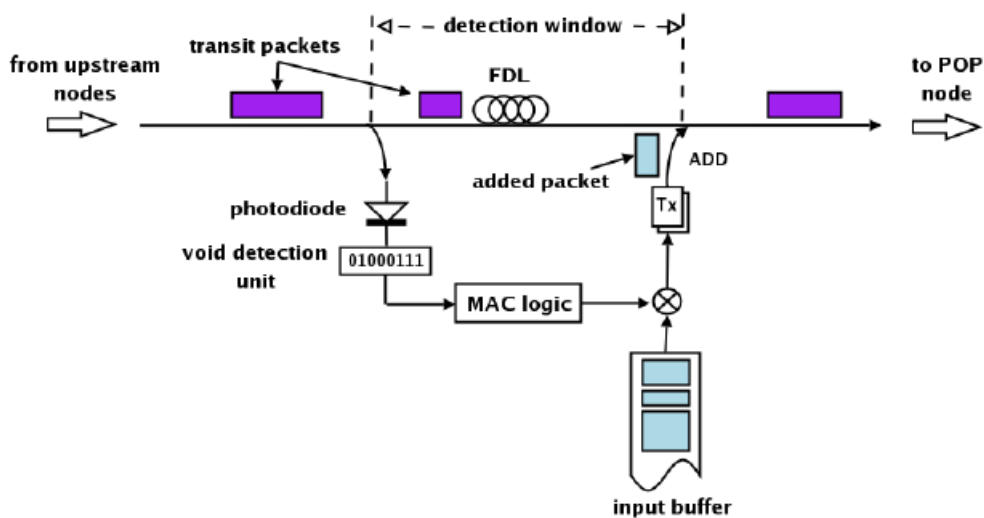 detection window
transit packets
from upstream
nodes
FDL
to POP
node
ADD
added packet
Tx
photodiode
void detection
unit
01000111
MAC logic
input buffer